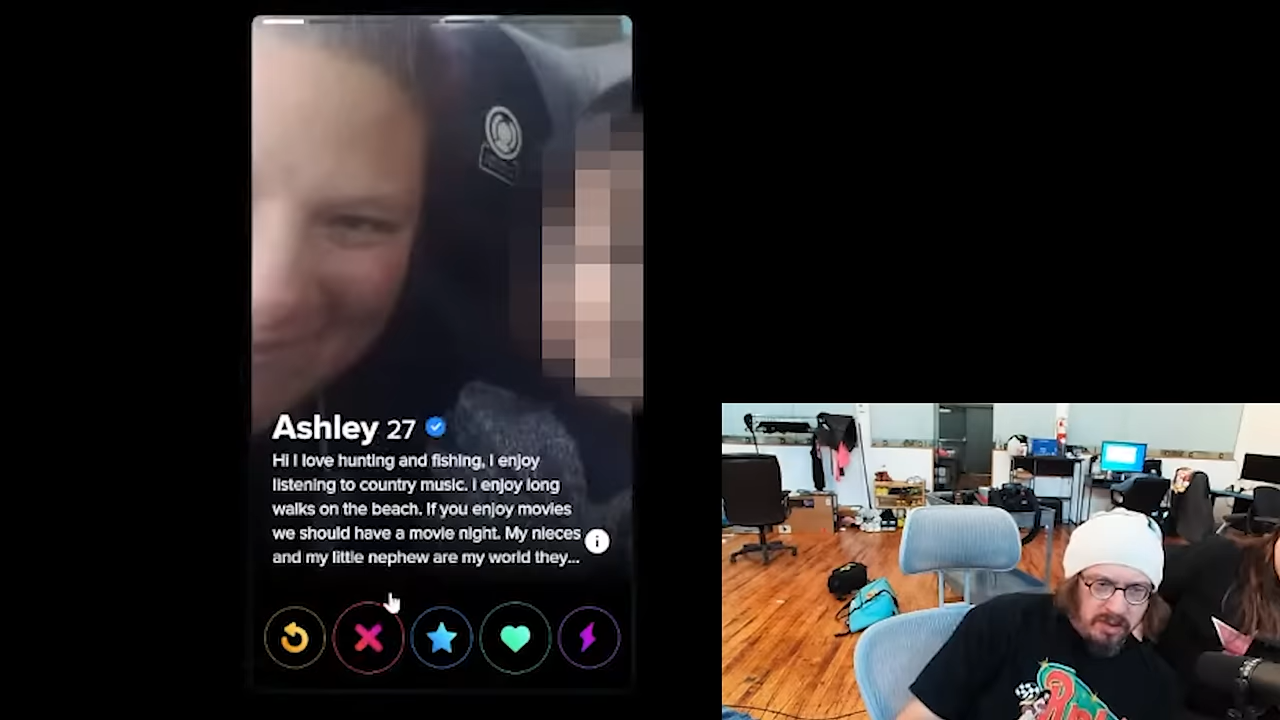 Ashley 27
Hi I love hunting and fishing, I enjoy
listening to country music. I enjoy long
walks on the beach. If you enjoy movies
we should have a movie night. My nieces
and my little nephew are my world they...